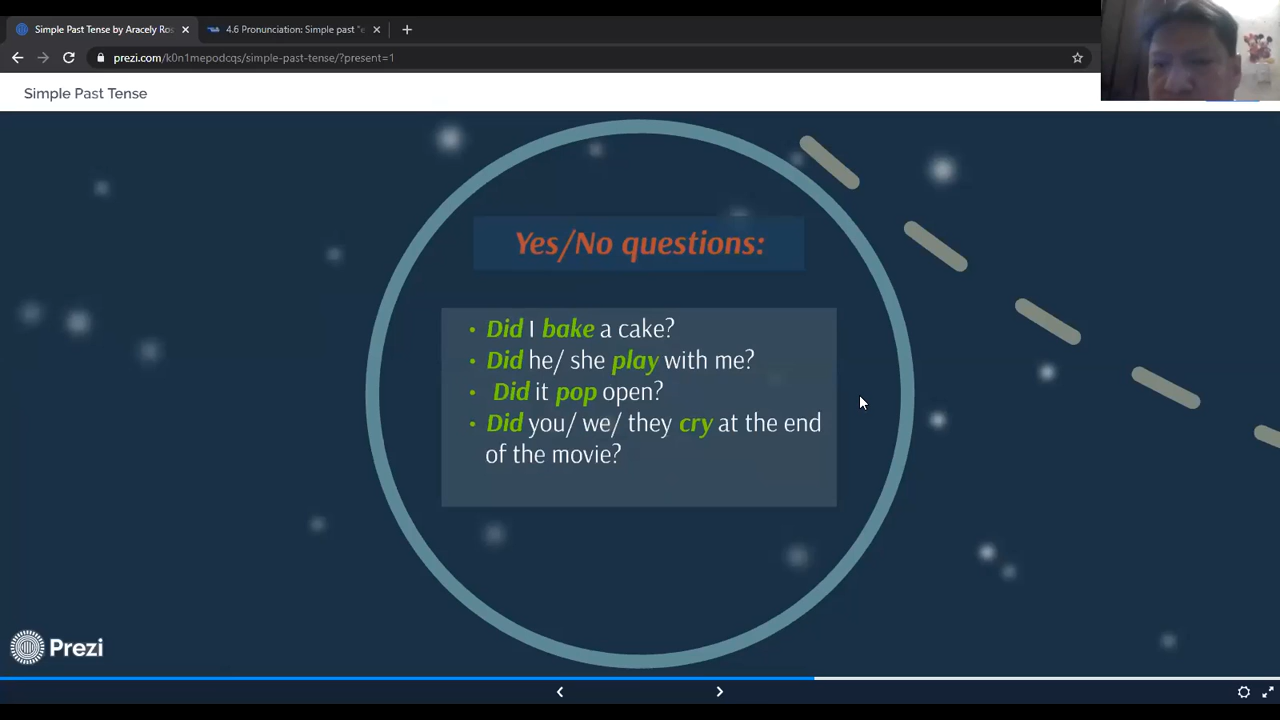 Simple Past Tense by Aracely Ros
4.6 Pronunciation: Simple past "e
prezi.com/k0n1mepodcqs/simple-past-tense/?present=1
Simple Past Tense
Yes/No questions:
• Did I bake a cake?
• Did he/ she play with me?
• Did it pop open?
• Did you/ we/ they cry at the end
of the movie?
Prezi